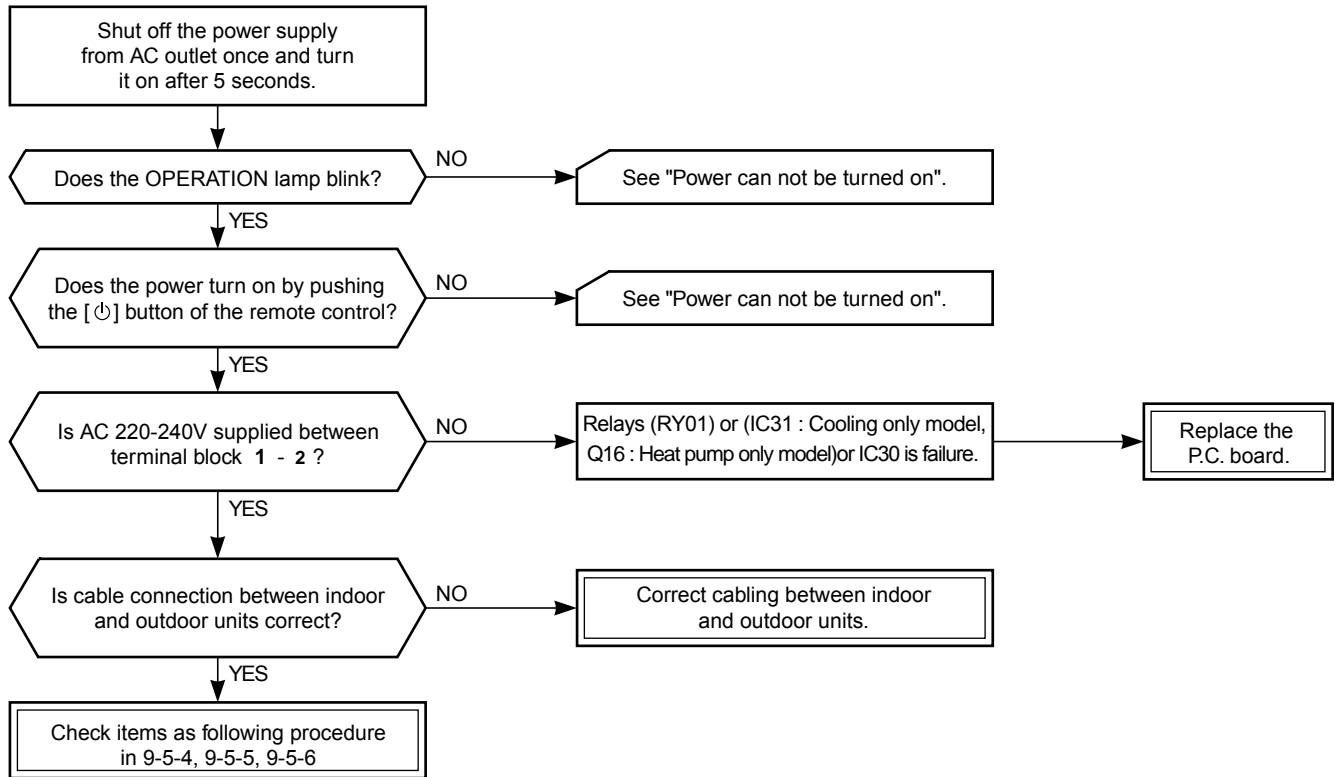 Shut off the power supply
from AC outlet once and turn
it on after 5 seconds.
Does the OPERATION lamp blink?
NO
See "Power can not be turned on".
YES
Does the power turn on by pushing
the [⏻] button of the remote control?
NO
See "Power can not be turned on".
YES
Is AC 220-240V supplied between
terminal block 1 - 2 ?
NO
Relays (RY01) or (IC31 : Cooling only model,
Q16 : Heat pump only model)or IC30 is failure.
Replace the
P.C. board.
YES
Is cable connection between indoor
and outdoor units correct?
NO
Correct cabling between indoor
and outdoor units.
YES
Check items as following procedure
in 9-5-4, 9-5-5, 9-5-6